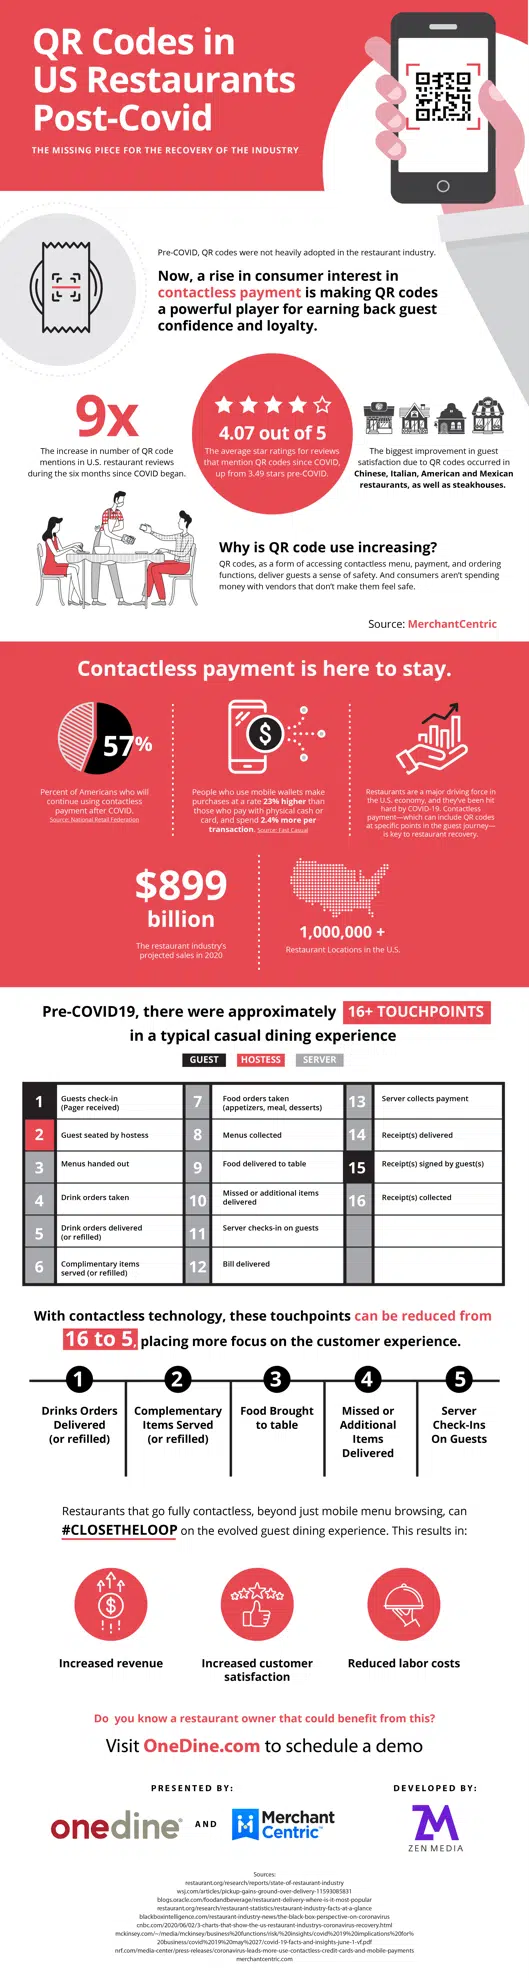 QR Codes in
US Restaurants
Post-Covid
THE MISSING PIECE FOR THE RECOVERY OF THE INDUSTRY
Pre-COVID, QR codes were not heavily adopted in the restaurant industry.
Now, a rise in consumer interest in
contactless payment is making QR codes
a powerful player for earning back guest
confidence and loyalty.
9x
The increase in number of QR code
mentions in U.S. restaurant reviews
during the six months since COVID began.
4.07 out of 5
The average star ratings for reviews
that mention QR codes since COVID,
up from 3.49 stars pre-COVID.
The biggest improvement in guest
satisfaction due to QR codes occurred in
Chinese, Italian, American and Mexican
restaurants, as well as steakhouses.
Why is QR code use increasing?
QR codes, as a form of accessing contactless menu, payment, and ordering
functions, deliver guests a sense of safety. And consumers aren't spending
money with vendors that don't make them feel safe.
Source: MerchantCentric
Contactless payment is here to stay.
57%
Percent of Americans who will
continue using contactless
payment after COVID.
Source: National Retail Federation
$
People who use mobile wallets make
purchases at a rate 23% higher than
those who pay with physical cash or
card, and spend 2.4% more per
transaction. Source: Fast Casual
Restaurants are a major driving force in
the U.S. economy, and they've been hit
hard by COVID-19. Contactless
payment—which can include QR codes
at specific points in the guest journey—
is key to restaurant recovery.
$899
billion
The restaurant industry's
projected sales in 2020
1,000,000 +
Restaurant Locations in the U.S.
Pre-COVID19, there were approximately 16+ TOUCHPOINTS
in a typical casual dining experience
GUEST HOSTESS SERVER
1 Guests check-in
(Pager received)
2 Guest seated by hostess
3 Menus handed out
4 Drink orders taken
5 Drink orders delivered
(or refilled)
6 Complimentary items
served (or refilled)
7 Food orders taken
(appetizers, meal, desserts)
8 Menus collected
9 Food delivered to table
10 Missed or additional items
delivered
11 Server checks-in on guests
12 Bill delivered
13 Server collects payment
14 Receipt(s) delivered
15 Receipt(s) signed by guest(s)
16 Receipt(s) collected
With contactless technology, these touchpoints can be reduced from
16 to 5, placing more focus on the customer experience.
1
Drinks Orders
Delivered
(or refilled)
2
Complementary
Items Served
(or refilled)
3
Food Brought
to table
4
Missed or
Additional
Items
Delivered
5
Server
Check-Ins
On Guests
Restaurants that go fully contactless, beyond just mobile menu browsing, can
#CLOSETHELOOP on the evolved guest dining experience. This results in:
$
Increased revenue
Increased customer
satisfaction
Reduced labor costs
Do you know a restaurant owner that could benefit from this?
Visit OneDine.com to schedule a demo
PRESENTED BY:
onedine AND Merchant
Centric™
DEVELOPED BY:
ZM
ZEN MEDIA
Sources:
restaurant.org/research/reports/state-of-restaurant-industry
wsj.com/articles/pickup-gains-ground-over-delivery-11593085831
blogs.oracle.com/foodandbeverage/restaurant-delivery-where-is-it-most-popular
restaurant.org/research/restaurant-statistics/restaurant-industry-facts-at-a-glance
blackboxintelligence.com/restaurant-industry-news/the-black-box-perspective-on-coronavirus
cnbc.com/2020/06/02/3-charts-that-show-the-us-restaurant-industrys-coronavirus-recovery.html
mckinsey.com/~/media/mckinsey/business%20functions/risk/%20insights/covid%2019%20implications%20for%
20business/covid%2019%20may%2027/covid-19-facts-and-insights-june-1-vf.pdf
nrf.com/media-center/press-releases/coronavirus-leads-more-use-contactless-credit-cards-and-mobile-payments
merchantcentric.com